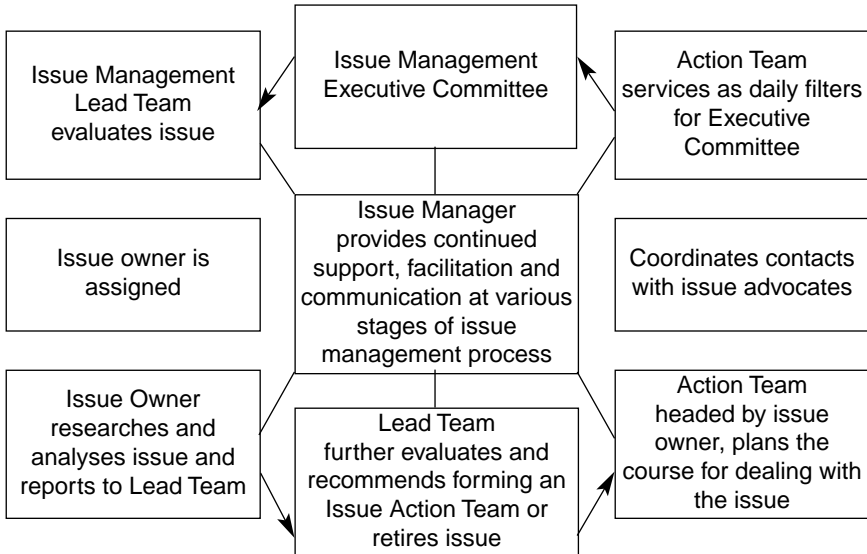 Issue Management
Lead Team
evaluates issue
Issue Management
Executive Committee
Action Team
services as daily filters
for Executive
Committee
Issue owner is
assigned
Issue Manager
provides continued
support, facilitation and
communication at various
stages of issue
management process
Coordinates contacts
with issue advocates
Issue Owner
researches and
analyses issue and
reports to Lead Team
Lead Team
further evaluates and
recommends forming an
Issue Action Team or
retires issue
Action Team
headed by issue
owner, plans the
course for dealing with
the issue